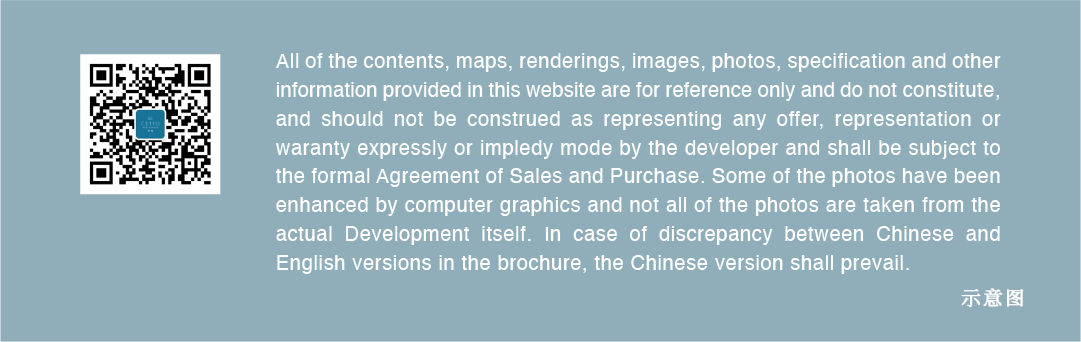 All of the contents, maps, renderings, images, photos, specification and other
information provided in this website are for reference only and do not constitute,
and should not be construed as representing any offer, representation or
waranty expressly or impledy mode by the developer and shall be subject to
the formal Agreement of Sales and Purchase. Some of the photos have been
enhanced by computer graphics and not all of the photos are taken from the
actual Development itself. In case of discrepancy between Chinese and
English versions in the brochure, the Chinese version shall prevail.
示意图